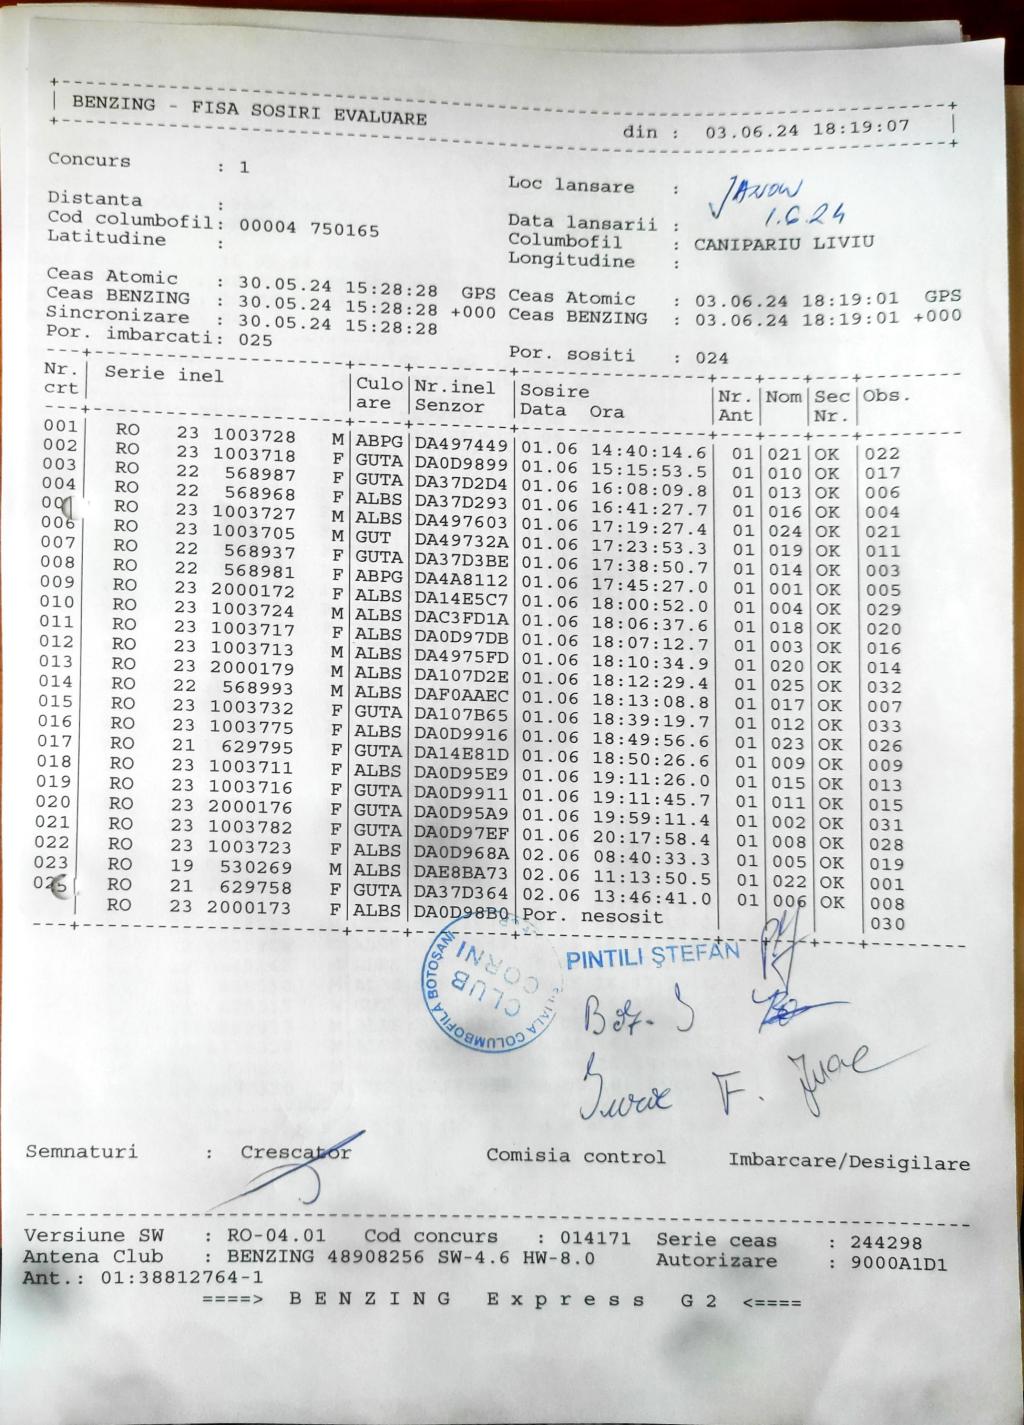 BENZING - FISA SOSIRI EVALUARE din : 03.06.24 18:19:07
Concurs : 1 Loc lansare : JANOW
Distanta : Data lansarii : 1.6.24
Cod columbofil: 00004 750165 Columbofil : CANIPARIU LIVIU
Latitudine : Longitudine :
Ceas Atomic : 30.05.24 15:28:28 GPS Ceas Atomic : 03.06.24 18:19:01 GPS
Ceas BENZING : 30.05.24 15:28:28 +000 Ceas BENZING : 03.06.24 18:19:01 +000
Sincronizare : 30.05.24 15:28:28
Por. imbarcati: 025 Por. sositi : 024
Nr. Serie inel Culo Nr.inel Sosire Nr. Nom Sec Obs.
crt are Senzor Data Ora Ant Nr.
001 RO 23 1003728 M ABPG DA497449 01.06 14:40:14.6 01 021 OK 022
002 RO 23 1003718 F GUTA DA0D9899 01.06 15:15:53.5 01 010 OK 017
003 RO 22 568987 F GUTA DA37D2D4 01.06 16:08:09.8 01 013 OK 006
004 RO 22 568968 F ALBS DA37D293 01.06 16:41:27.7 01 016 OK 004
00 RO 23 1003727 M ALBS DA497603 01.06 17:19:27.4 01 024 OK 021
006 RO 23 1003705 M GUT DA49732A 01.06 17:23:53.3 01 019 OK 011
007 RO 22 568937 F GUTA DA37D3BE 01.06 17:38:50.7 01 014 OK 003
008 RO 22 568981 F ABPG DA4A8112 01.06 17:45:27.0 01 001 OK 005
009 RO 23 2000172 F ALBS DA14E5C7 01.06 18:00:52.0 01 004 OK 029
010 RO 23 1003724 M ALBS DAC3FD1A 01.06 18:06:37.6 01 018 OK 020
011 RO 23 1003717 F ALBS DA0D97DB 01.06 18:07:12.7 01 003 OK 016
012 RO 23 1003713 M ALBS DA4975FD 01.06 18:10:34.9 01 020 OK 014
013 RO 23 2000179 M ALBS DA107D2E 01.06 18:12:29.4 01 025 OK 032
014 RO 22 568993 M ALBS DAF0AAEC 01.06 18:13:08.8 01 017 OK 007
015 RO 23 1003732 F GUTA DA107B65 01.06 18:39:19.7 01 012 OK 033
016 RO 23 1003775 F ALBS DA0D9916 01.06 18:49:56.6 01 023 OK 026
017 RO 21 629795 F GUTA DA14E81D 01.06 18:50:26.6 01 009 OK 009
018 RO 23 1003711 F ALBS DA0D95E9 01.06 19:11:26.0 01 015 OK 013
019 RO 23 1003716 F GUTA DA0D9911 01.06 19:11:45.7 01 011 OK 015
020 RO 23 2000176 F GUTA DA0D95A9 01.06 19:59:11.4 01 002 OK 031
021 RO 23 1003782 F GUTA DA0D97EF 01.06 20:17:58.4 01 008 OK 028
022 RO 23 1003723 F ALBS DA0D968A 02.06 08:40:33.3 01 005 OK 019
023 RO 19 530269 M ALBS DAE8BA73 02.06 11:13:50.5 01 022 OK 001
02 RO 21 629758 F GUTA DA37D364 02.06 13:46:41.0 01 006 OK 008
RO 23 2000173 F ALBS DA0D98B0 Por. nesosit 030
CLUB
CORNI
COLUMBOFILA BOTOȘANI
PINTILI ȘTEFAN
Semnaturi : Crescator Comisia control Imbarcare/Desigilare
Versiune SW : RO-04.01 Cod concurs : 014171 Serie ceas : 244298
Antena Club : BENZING 48908256 SW-4.6 HW-8.0 Autorizare : 9000A1D1
Ant.: 01:38812764-1
====> B E N Z I N G E x p r e s s G 2 <====